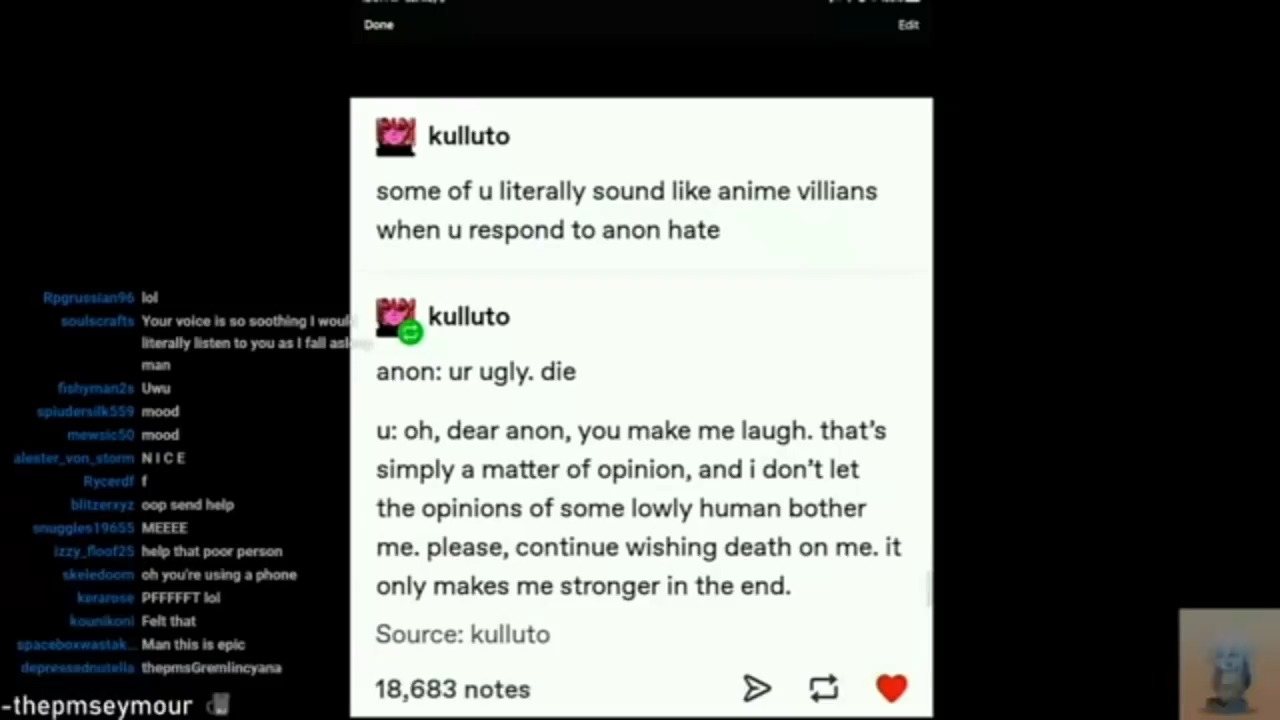 Done
Edit
kulluto
some of u literally sound like anime villians
when u respond to anon hate
kulluto
anon: ur ugly. die
u: oh, dear anon, you make me laugh. that's
simply a matter of opinion, and i don't let
the opinions of some lowly human bother
me. please, continue wishing death on me. it
only makes me stronger in the end.
Source: kulluto
18,683 notes
Rpgrussian96 lol
soulscrafts Your voice is so soothing I would
literally listen to you as I fall
man
fishyman2s Uwu
spiudersilk559 mood
mewsic50 mood
alester_von_storm N I C E
Rycerdf f
blitzerxyz oop send help
snuggles19655 MEEEE
izzy_floof25 help that poor person
skeledoom oh you're using a phone
kerarose PFFFFFT lol
kounikoni Felt that
spaceboxwastak... Man this is epic
depressednutella thepmsGremlincyana
-thepmseymour